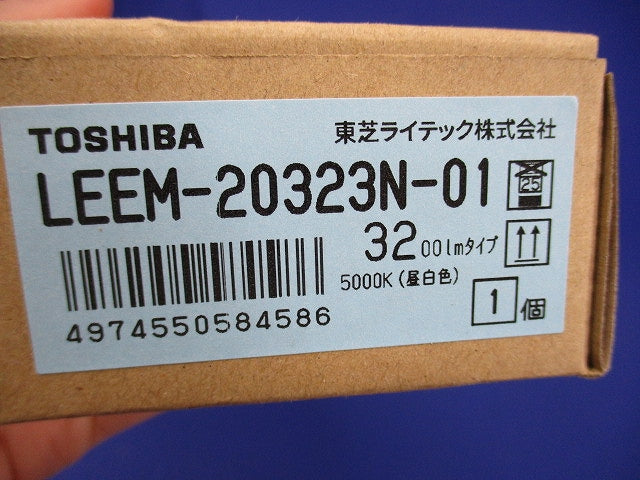 TOSHIBA 東芝ライテック株式会社
LEEM-20323N-01
25
3200lmタイプ
5000K(昼白色)
1個
4974550584586